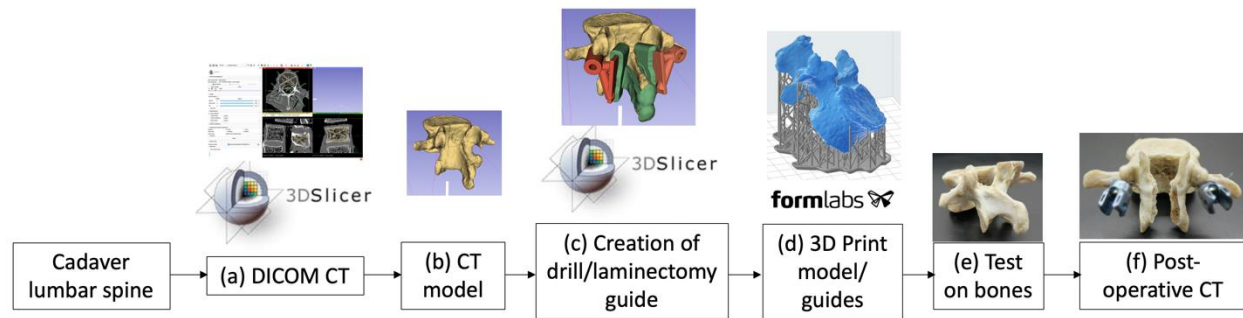 3DSlicer
3DSlicer
formlabs
Cadaver
lumbar spine
(a) DICOM CT
(b) CT
model
(c) Creation of
drill/laminectomy
guide
(d) 3D Print
model/
guides
(e) Test
on bones
(f) Post-
operative CT